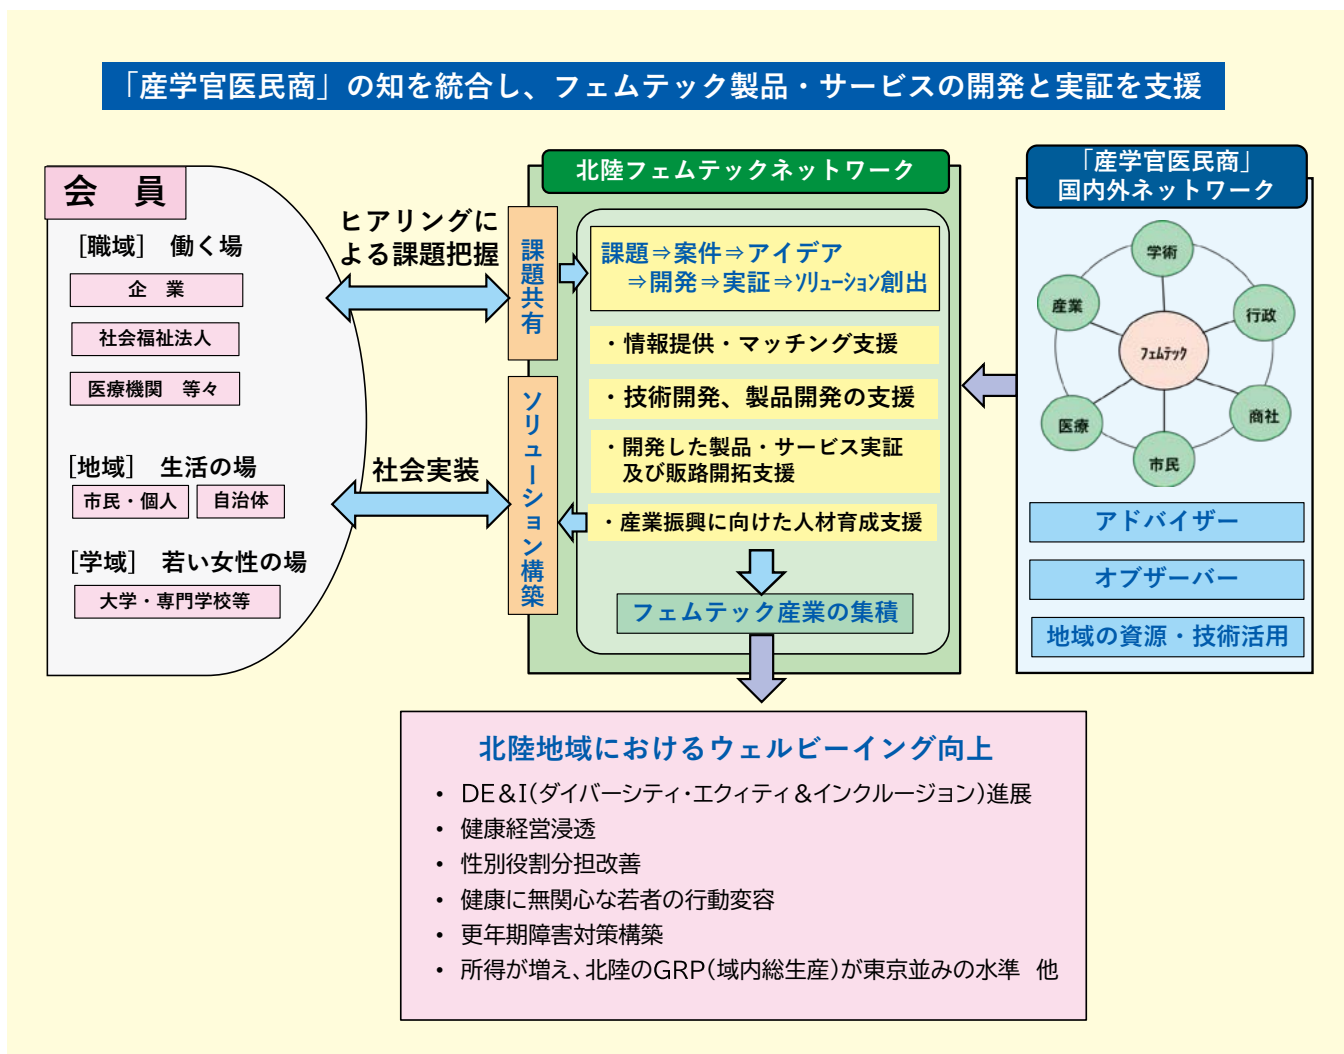 「産学官医民商」の知を統合し、フェムテック製品・サービスの開発と実証を支援
会　員
[職域]　働く場
企　業
社会福祉法人
医療機関　等々
[地域]　生活の場
市民・個人
自治体
[学域]　若い女性の場
大学・専門学校等
ヒアリングに
よる課題把握
社会実装
課題共有
ソリューション構築
北陸フェムテックネットワーク
課題⇒案件⇒アイデア
⇒開発⇒実証⇒ｿﾘｭｰｼｮﾝ創出
・情報提供・マッチング支援
・技術開発、製品開発の支援
・開発した製品・サービス実証
及び販路開拓支援
・産業振興に向けた人材育成支援
フェムテック産業の集積
「産学官医民商」
国内外ネットワーク
学術
産業
行政
ﾌｪﾑﾃｯｸ
医療
商社
市民
アドバイザー
オブザーバー
地域の資源・技術活用
北陸地域におけるウェルビーイング向上
• DE&I(ダイバーシティ・エクィティ&インクルージョン)進展
• 健康経営浸透
• 性別役割分担改善
• 健康に無関心な若者の行動変容
• 更年期障害対策構築
• 所得が増え、北陸のGRP(域内総生産)が東京並みの水準　他